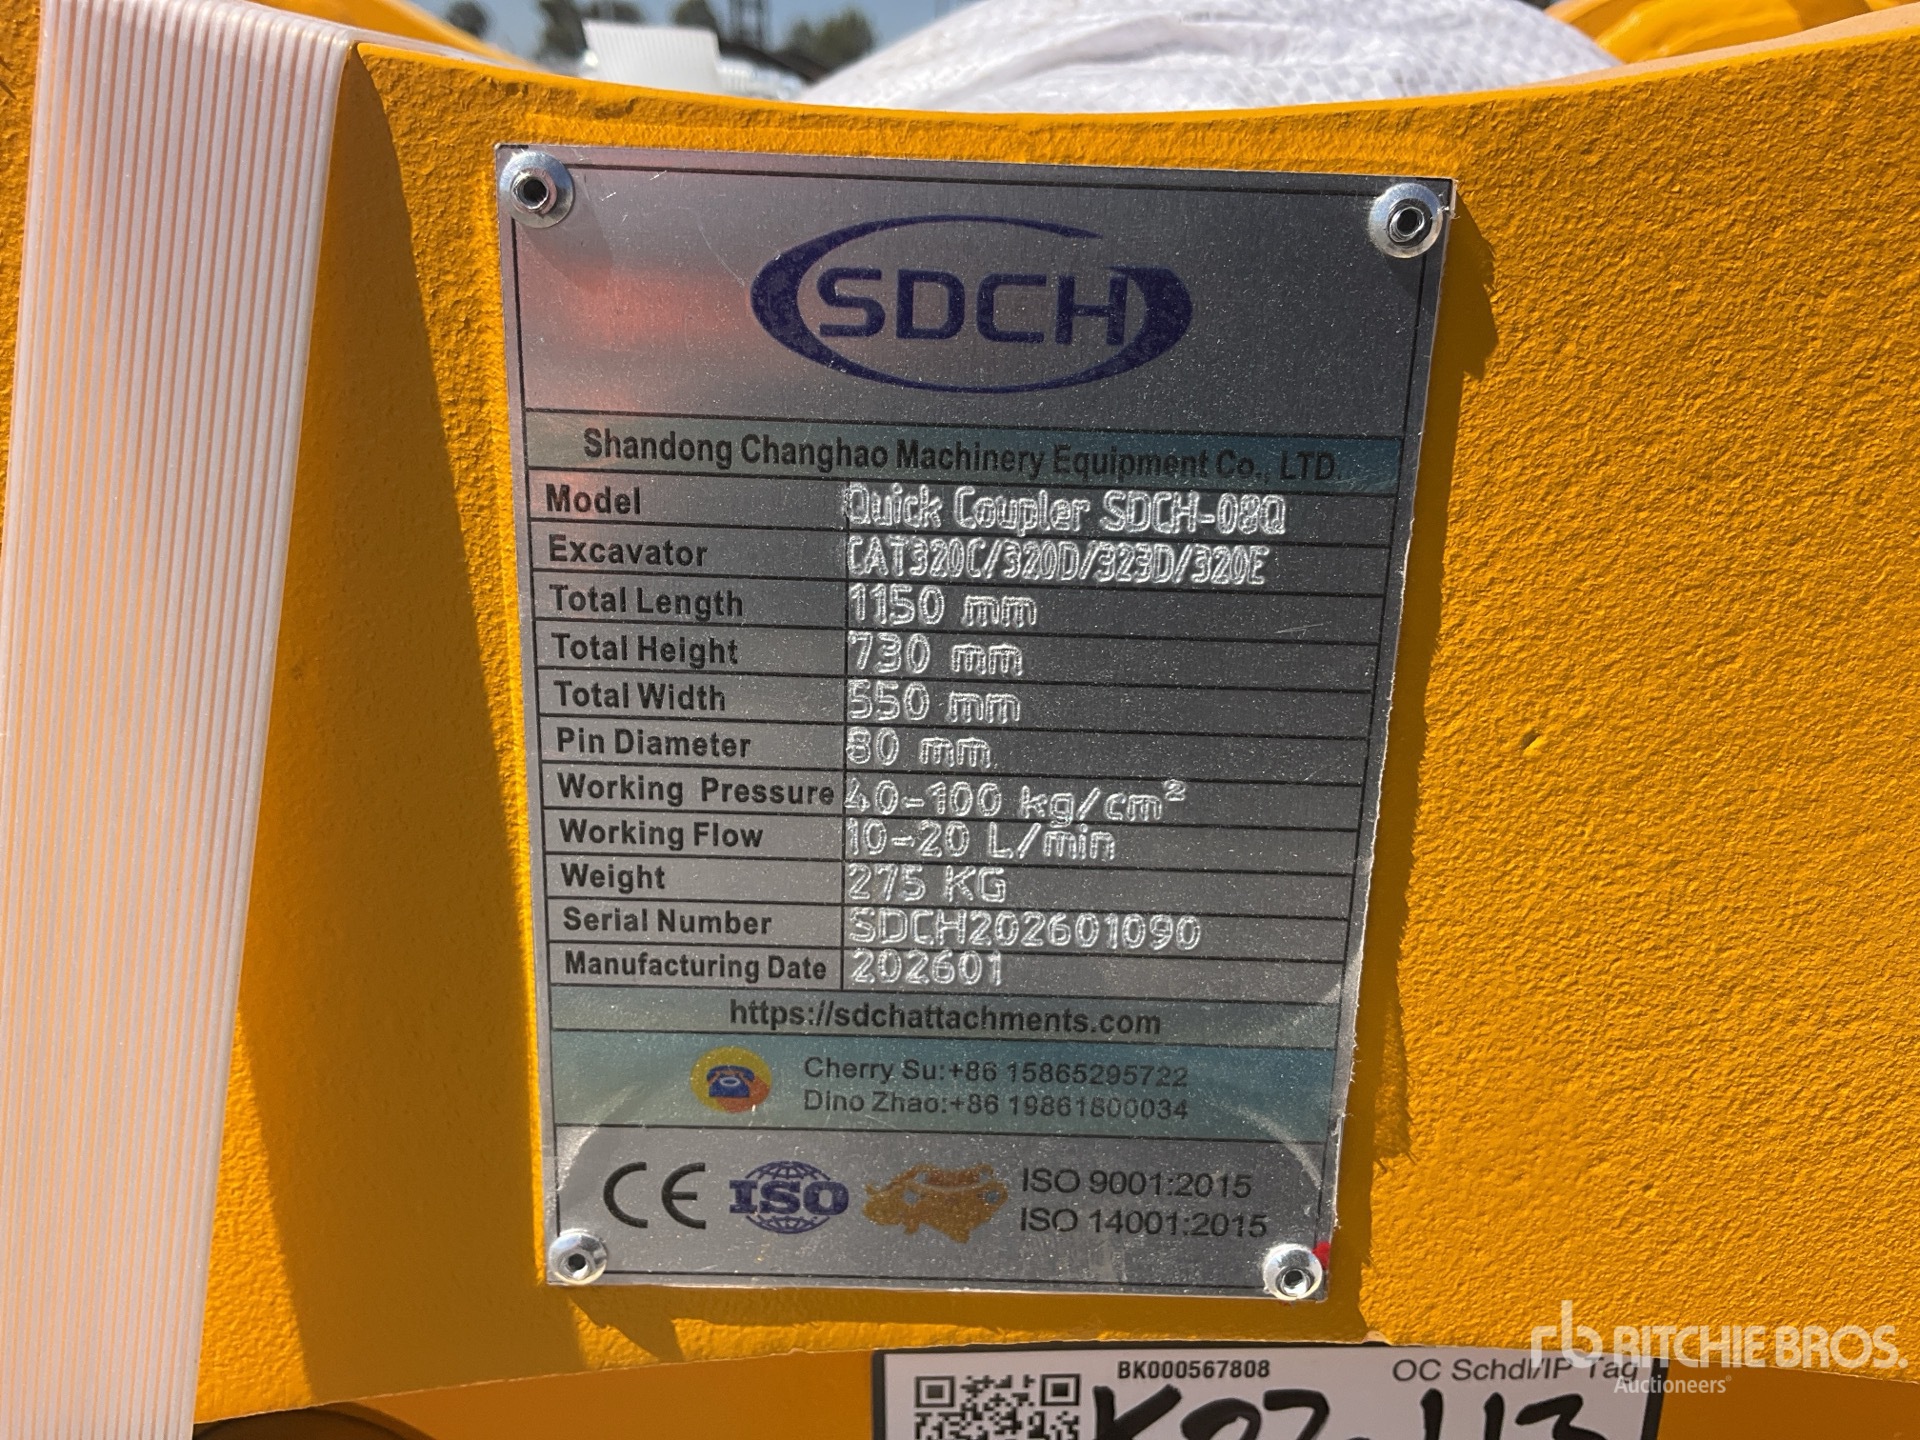 SDCH
Shandong Changhao Machinery Equipment Co., LTD.
Model Quick Coupler SDCH-08Q
Excavator CAT320C/320D/323D/320E
Total Length 1150 mm
Total Height 730 mm
Total Width 550 mm
Pin Diameter 80 mm
Working Pressure 40-100 kg/cm²
Working Flow 10-20 L/min
Weight 275 KG
Serial Number SDCH202601090
Manufacturing Date 202601
https://sdchattachments.com
Cherry Su:+86 15865295722
Dino Zhao:+86 19861800034
CE ISO ISO 9001:2015
ISO 14001:2015
rb RITCHIE BROS.
Auctioneers
BK000567808 OC Schdl/IP Tag